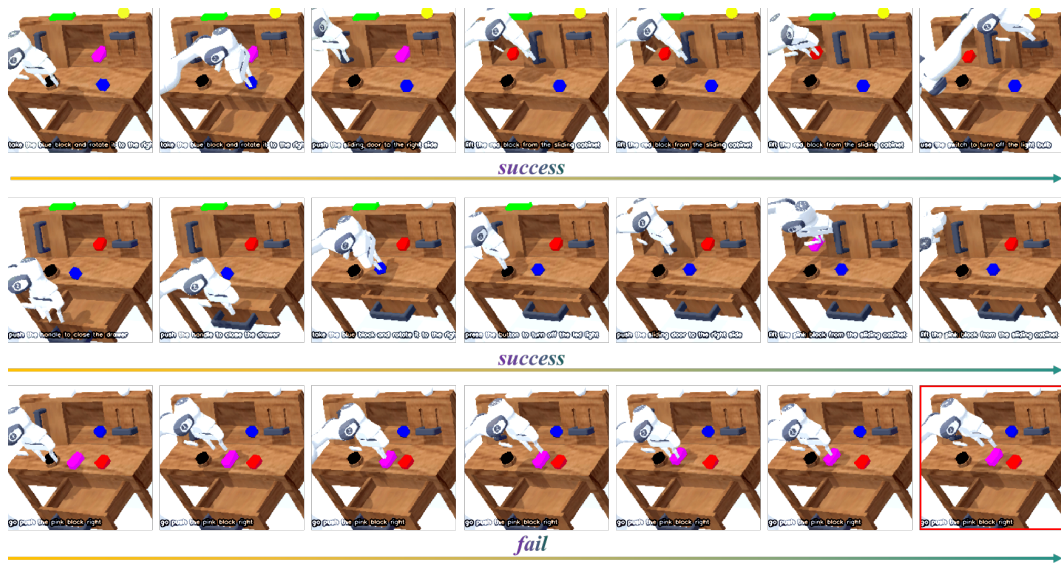 take the blue block and rotate it to the righ
take the blue block and rotate it to the righ
push the sliding door to the right side
lift the red block from the sliding cabinet
lift the red block from the sliding cabinet
lift the red block from the sliding cabinet
use the switch to turn off the light bulb
success
push the handle to close the drawer
push the handle to close the drawer
take the blue block and rotate it to the righ
press the button to turn off the led light
push the sliding door to the right side
lift the pink block from the sliding cabinet
lift the pink block from the sliding cabinet
success
go push the pink block right
go push the pink block right
go push the pink block right
go push the pink block right
go push the pink block right
go push the pink block right
go push the pink block right
fail